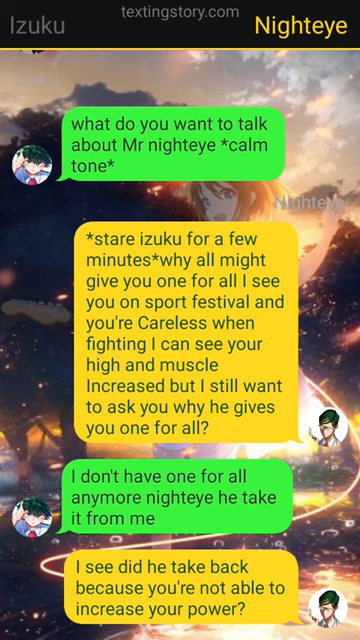 textingstory.com
Izuku
Nighteye
Izuku
what do you want to talk
about Mr nighteye *calm
tone*
Nighteye
*stare izuku for a few
minutes*why all might
give you one for all I see
you on sport festival and
you're Careless when
fighting I can see your
high and muscle
Increased but I still want
to ask you why he gives
you one for all?
I don't have one for all
anymore nighteye he take
it from me
I see did he take back
because you're not able to
increase your power?